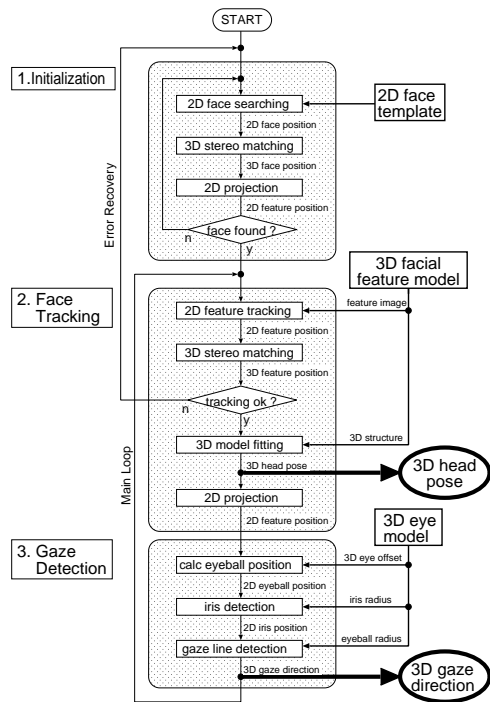 START
1.Initialization
2D face searching
2D face
template
2D face position
3D stereo matching
3D face position
2D projection
2D feature position
face found ?
n
y
Error Recovery
3D facial
feature model
2. Face
Tracking
feature image
2D feature tracking
2D feature position
3D stereo matching
3D feature position
tracking ok ?
n
y
3D model fitting
3D structure
3D head pose
3D head
pose
Main Loop
2D projection
2D feature position
3D eye
model
3. Gaze
Detection
calc eyeball position
3D eye offset
2D eyeball position
iris detection
iris radius
2D iris position
gaze line detection
eyeball radius
3D gaze direction
3D gaze
direction